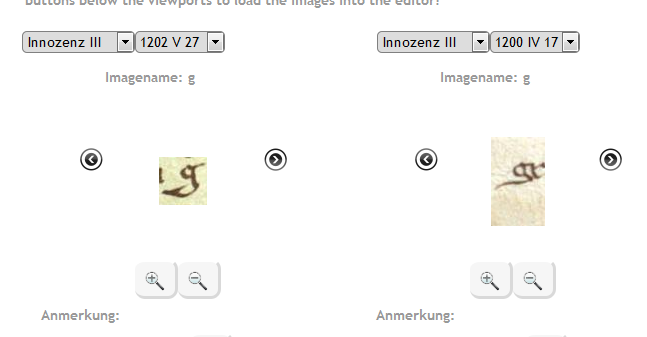 buttons below the viewports to load the images into the editor!
Innozenz III 1202 V 27 Innozenz III 1200 IV 17
Imagename: g Imagename: g
g gr
Anmerkung: Anmerkung: